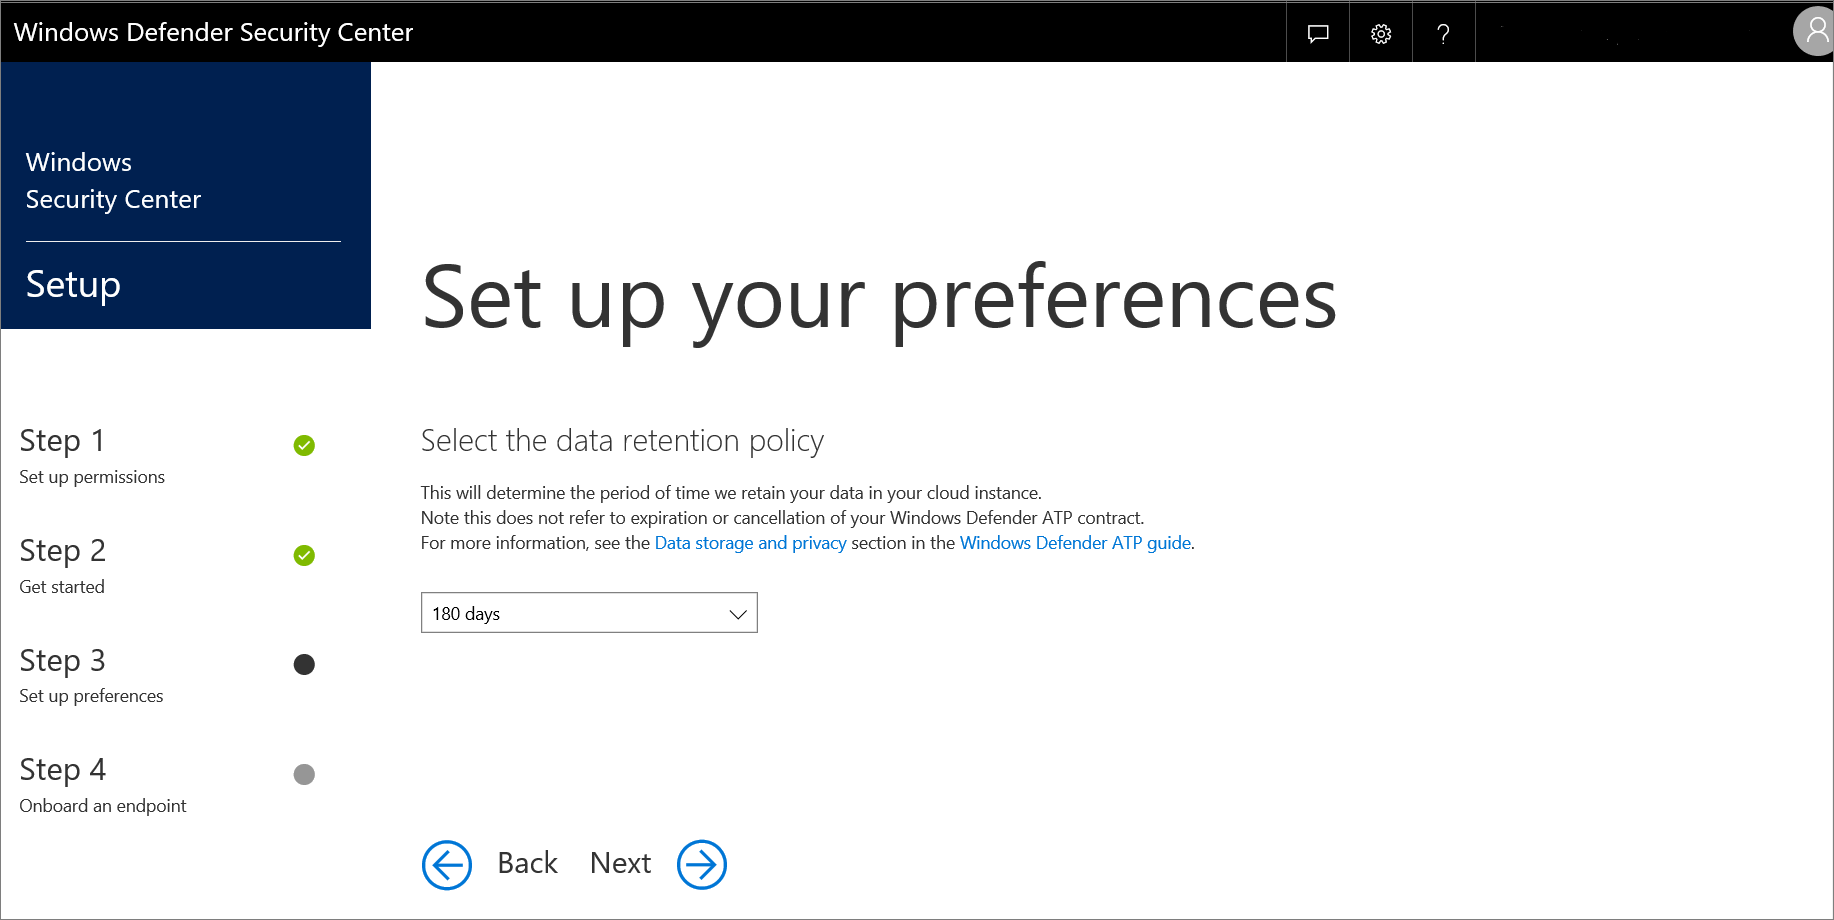 Windows Defender Security Center
?
Windows
Security Center
Setup
Set up your preferences
Step 1
Set up permissions
Step 2
Get started
Step 3
Set up preferences
Step 4
Onboard an endpoint
Select the data retention policy
This will determine the period of time we retain your data in your cloud instance.
Note this does not refer to expiration or cancellation of your Windows Defender ATP contract.
For more information, see the Data storage and privacy section in the Windows Defender ATP guide.
180 days
Back Next